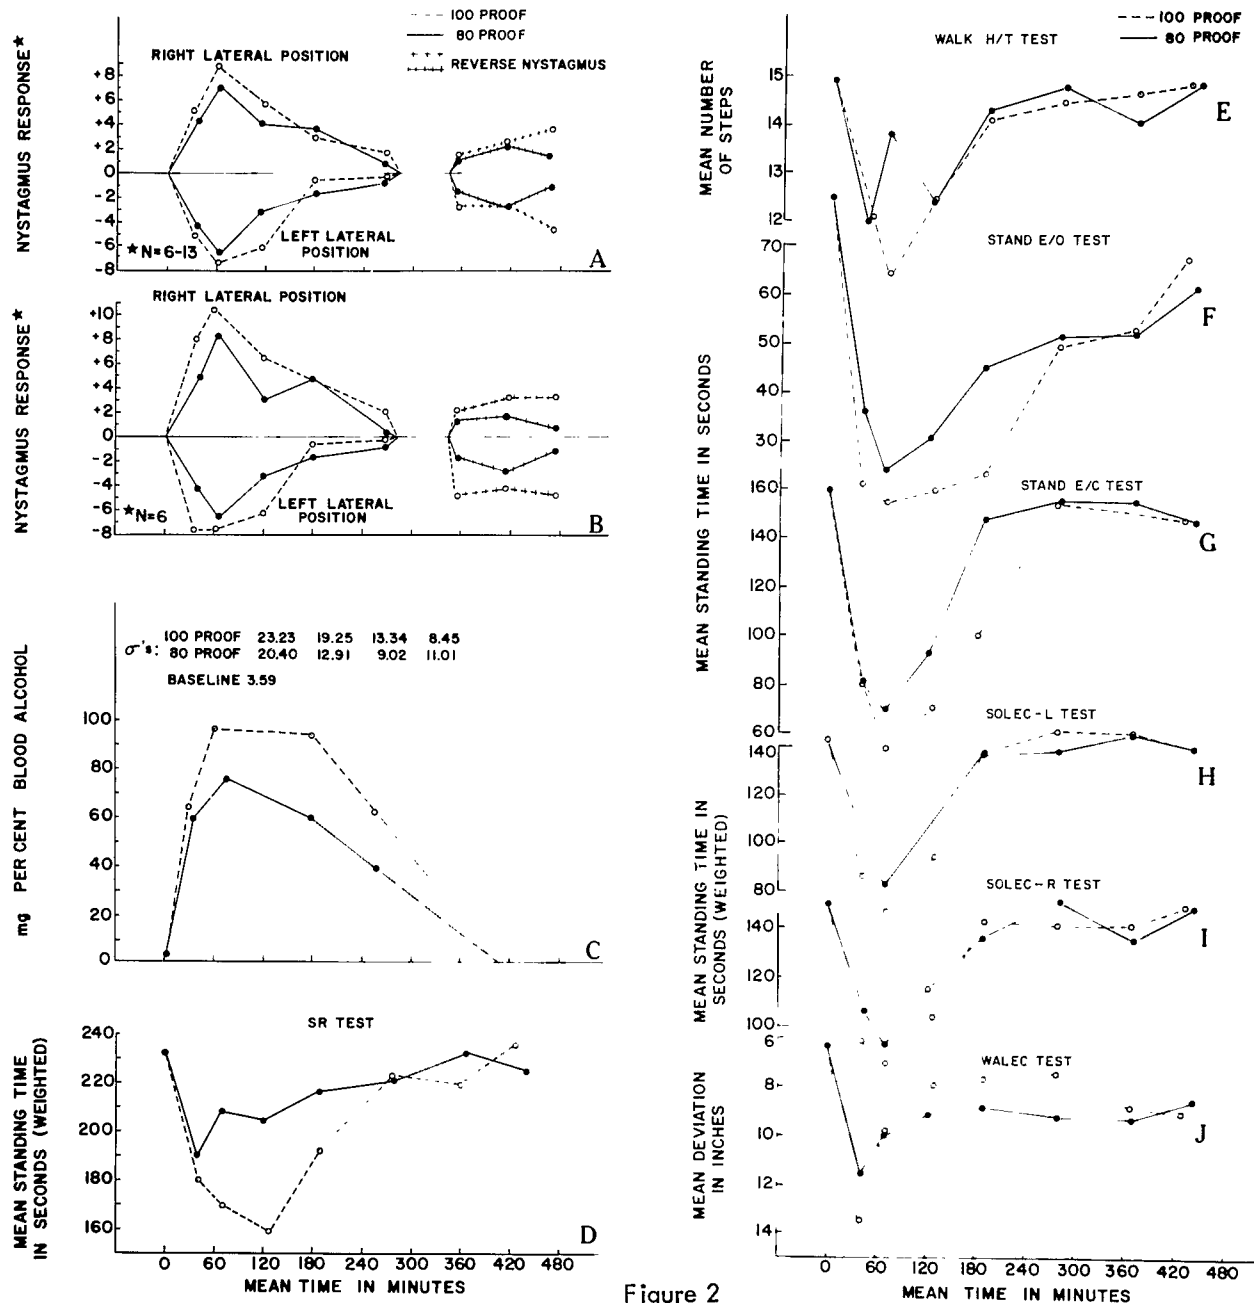 100 PROOF
80 PROOF
REVERSE NYSTAGMUS
NYSTAGMUS RESPONSE★
RIGHT LATERAL POSITION
+8
+6
+4
+2
0
-2
-4
-6
-8
★N=6-13
LEFT LATERAL
POSITION
A
NYSTAGMUS RESPONSE★
RIGHT LATERAL POSITION
+10
+8
+6
+4
+2
0
-2
-4
-6
-8
★N=6
LEFT LATERAL
POSITION
B
0 60 120 180 240 300 360 420 480
mg PER CENT BLOOD ALCOHOL
σ's: 100 PROOF 23.23 19.25 13.34 8.45
80 PROOF 20.40 12.91 9.02 11.01
BASELINE 3.59
100
80
60
40
20
0
C
MEAN STANDING TIME
IN SECONDS (WEIGHTED)
SR TEST
240
220
200
180
160
D
0 60 120 180 240 300 360 420 480
MEAN TIME IN MINUTES
100 PROOF
80 PROOF
MEAN NUMBER
OF STEPS
WALK H/T TEST
15
14
13
12
E
MEAN STANDING TIME IN SECONDS
STAND E/O TEST
70
60
50
40
30
F
STAND E/C TEST
160
140
120
100
80
60
G
MEAN STANDING TIME IN
SECONDS (WEIGHTED)
SOLEC-L TEST
140
120
100
80
H
SOLEC-R TEST
140
120
100
I
MEAN DEVIATION
IN INCHES
WALEC TEST
6
8
10
12
14
J
0 60 120 180 240 300 360 420 480
MEAN TIME IN MINUTES
Figure 2